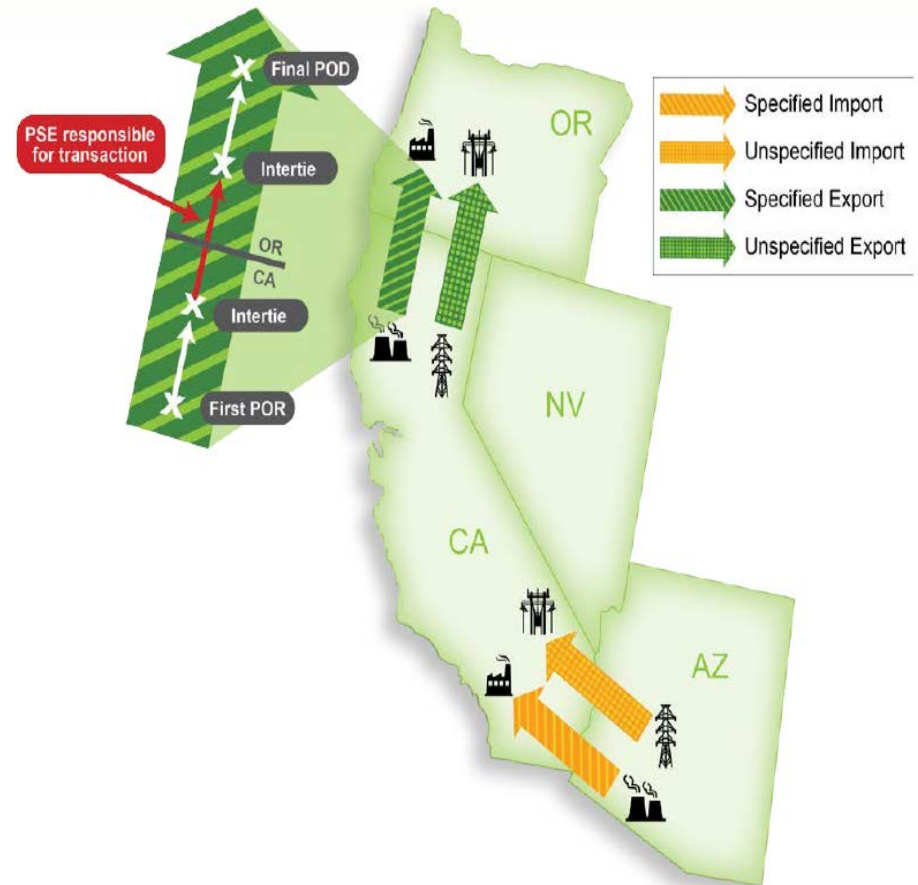 Final POD
PSE responsible
for transaction
Intertie
OR
CA
Intertie
First POR
OR
NV
CA
AZ
Specified Import
Unspecified Import
Specified Export
Unspecified Export